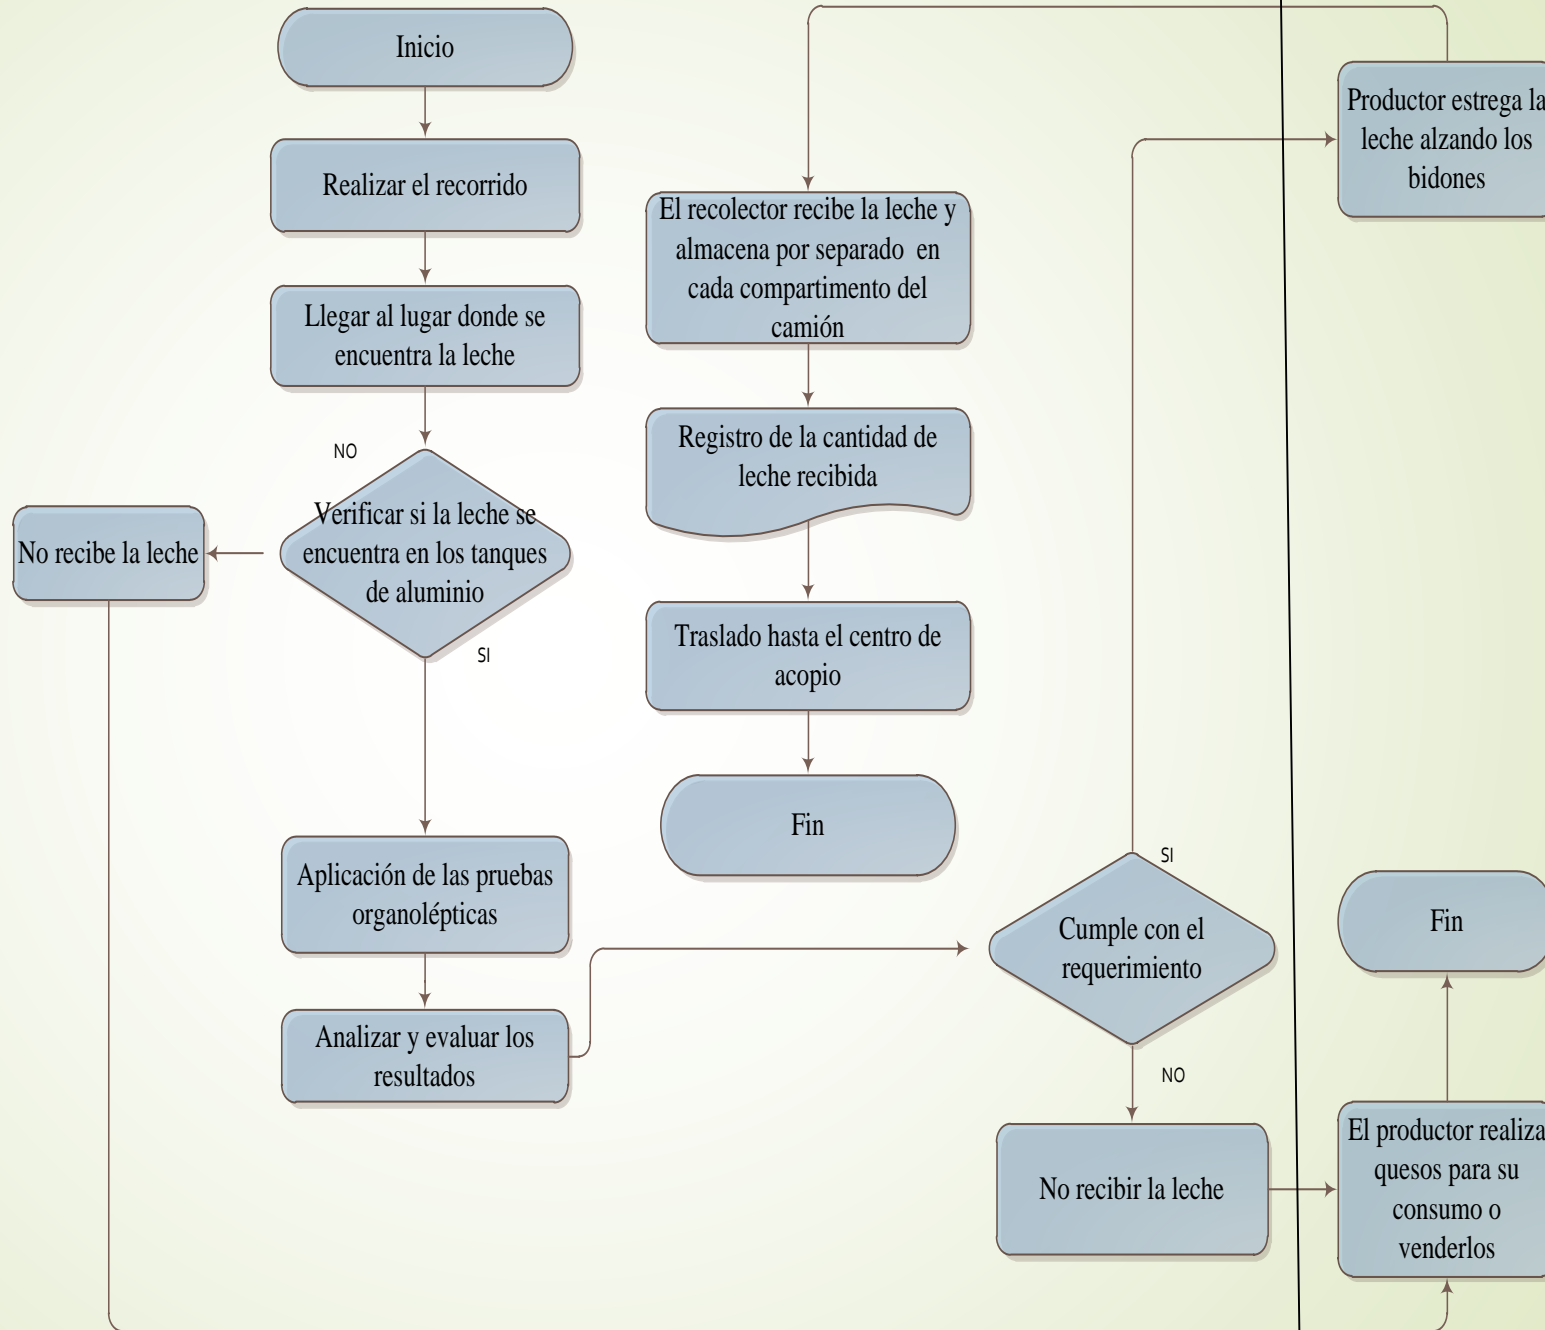 Inicio
Realizar el recorrido
Llegar al lugar donde se
encuentra la leche
NO
Verificar si la leche se
encuentra en los tanques
de aluminio
SI
No recibe la leche
Aplicación de las pruebas
organolépticas
Analizar y evaluar los
resultados
El recolector recibe la leche y
almacena por separado en
cada compartimento del
camión
Registro de la cantidad de
leche recibida
Traslado hasta el centro de
acopio
Fin
SI
Cumple con el
requerimiento
NO
No recibir la leche
Productor estrega la
leche alzando los
bidones
Fin
El productor realiza
quesos para su
consumo o
venderlos